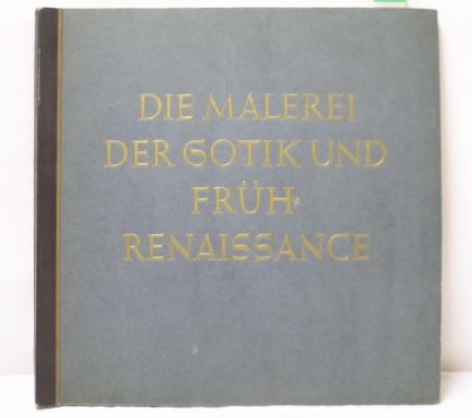 DIE MALEREI
DER GOTIK UND
FRÜH-
RENAISSANCE